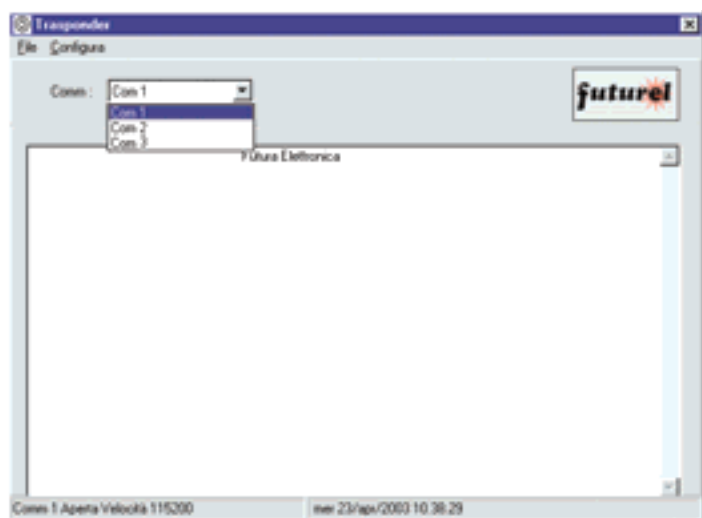 Trasponder
File Configura
Comm : Com 1
futurel
Com 1
Com 2
Com 3
Futura Elettronica
Comm 1 Aperta Velocità 115200 mer 23/apr/2003 10.38.29